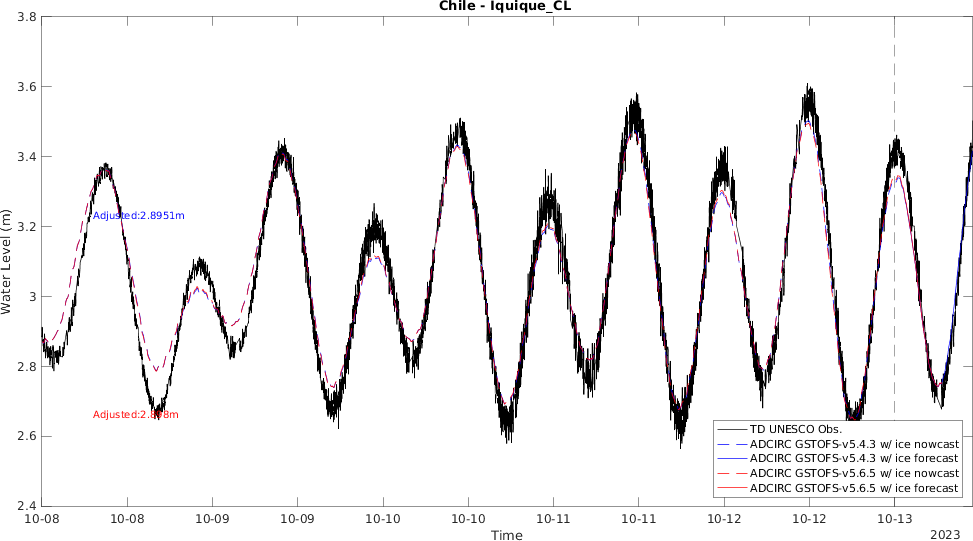 Chile - Iquique_CL
3.8
3.6
3.4
3.2
3
2.8
2.6
2.4
Water Level (m)
Adjusted:2.8951m
TD UNESCO Obs.
ADCIRC GSTOFS-v5.4.3 w/ ice nowcast
ADCIRC GSTOFS-v5.4.3 w/ ice forecast
ADCIRC GSTOFS-v5.6.5 w/ ice nowcast
ADCIRC GSTOFS-v5.6.5 w/ ice forecast
10-08 10-08 10-09 10-09 10-10 10-10 10-11 10-11 10-12 10-12 10-13
Time
2023